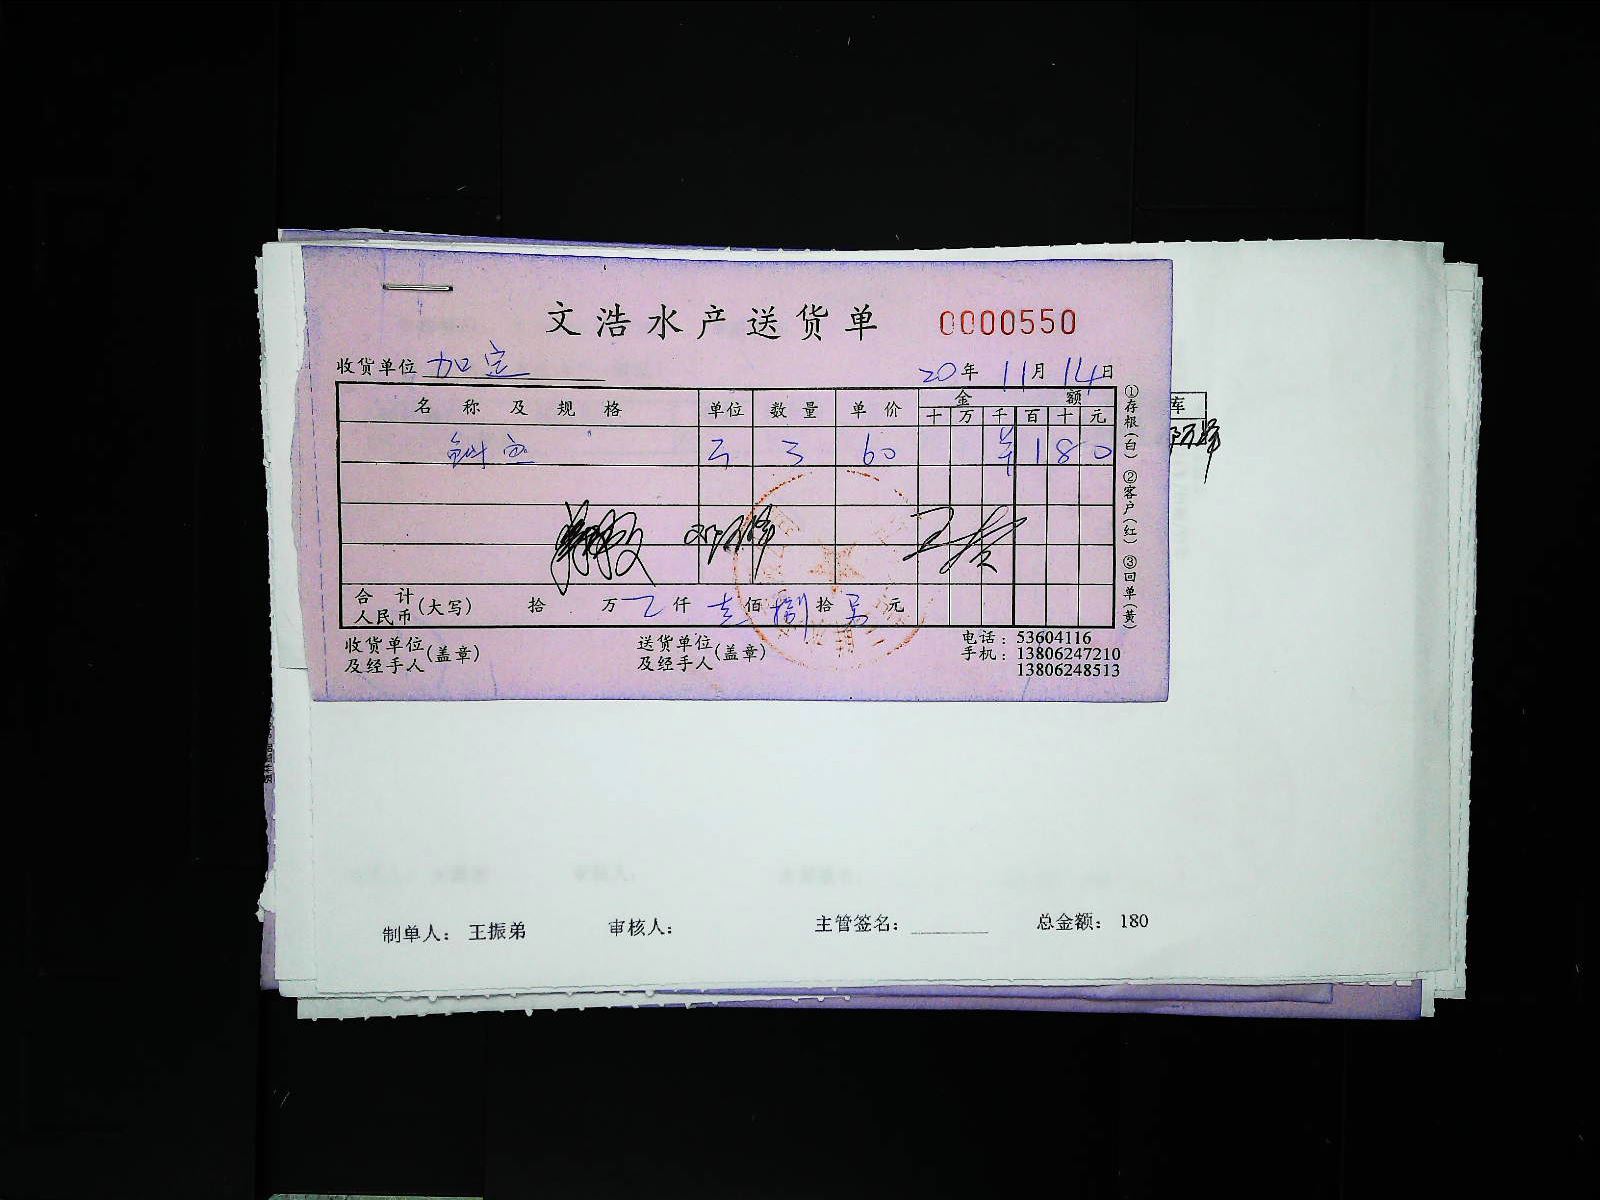 文浩水产送货单 0000550
收货单位 加定 20年 11月 14日
名称及规格 单位 数量 单价 金额
十 万 千 百 十 元
3 60 180
合计人民币(大写) 拾 万 仟 壹佰 捌拾 元
收货单位及经手人(盖章) 送货单位及经手人(盖章) 电话：53604116
手机：13806247210
13806248513
①存根(白) ②客户(红) ③回单(黄)
库
制单人： 王振弟 审核人： 主管签名： 总金额： 180